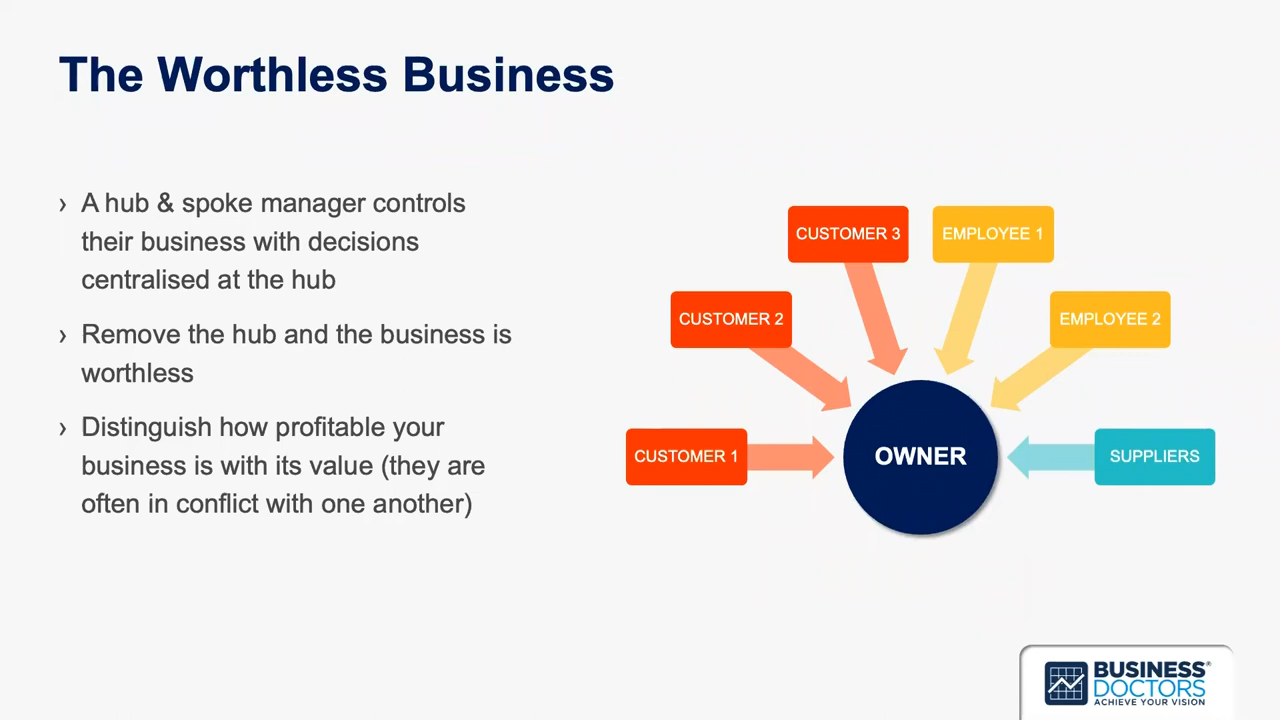 The Worthless Business
› A hub & spoke manager controls
their business with decisions
centralised at the hub
› Remove the hub and the business is
worthless
› Distinguish how profitable your
business is with its value (they are
often in conflict with one another)
CUSTOMER 3
EMPLOYEE 1
CUSTOMER 2
EMPLOYEE 2
CUSTOMER 1
OWNER
SUPPLIERS
BUSINESS®
DOCTORS
ACHIEVE YOUR VISION